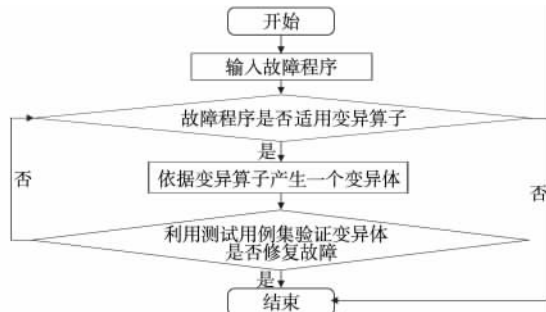 开始
输入故障程序
故障程序是否适用变异算子
是
否
依据变异算子产生一个变异体
否
利用测试用例集验证变异体
是否修复故障
是
结束